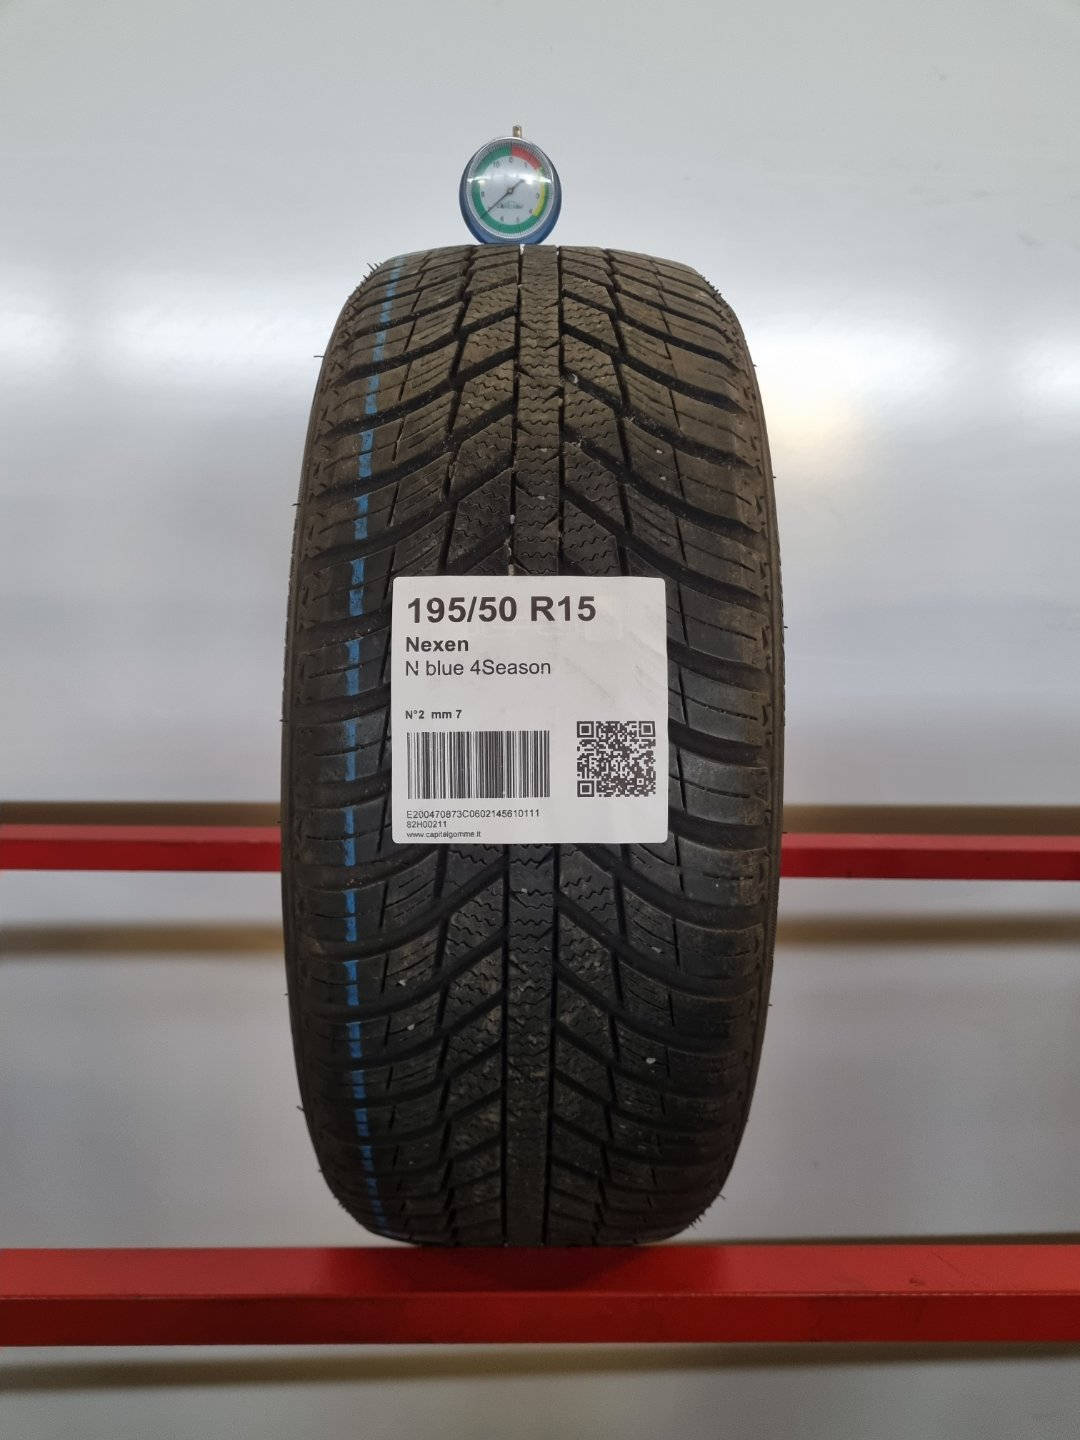 195/50 R15
Nexen
N blue 4Season
N°2 mm 7
E200470873C0602145610111
82H00211
www.capitalgomme.it